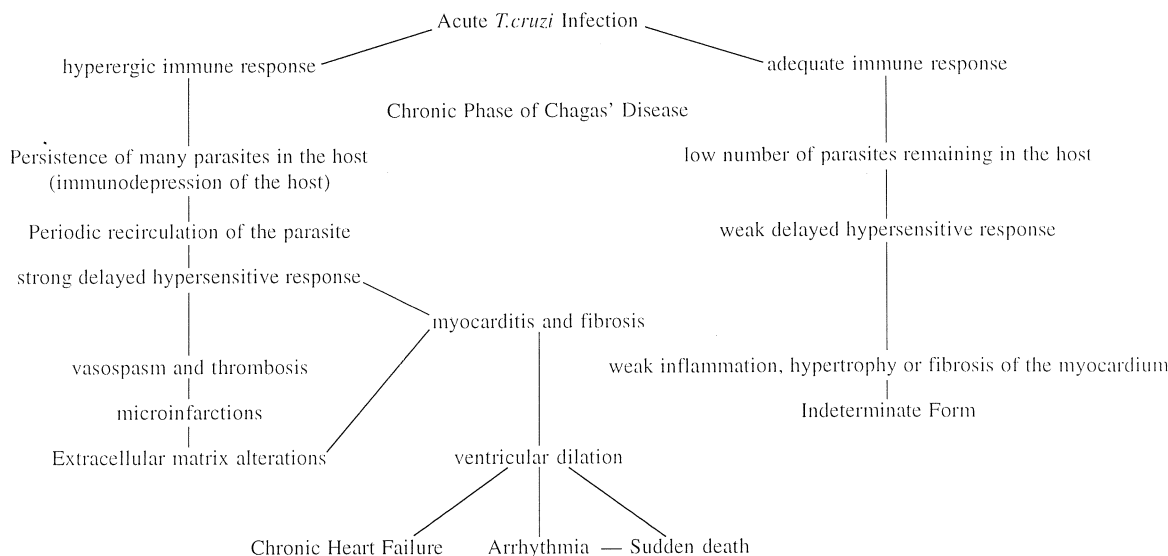 Acute T.cruzi Infection
hyperergic immune response
adequate immune response
Chronic Phase of Chagas' Disease
Persistence of many parasites in the host
(immunodepression of the host)
low number of parasites remaining in the host
Periodic recirculation of the parasite
weak delayed hypersensitive response
strong delayed hypersensitive response
myocarditis and fibrosis
vasospasm and thrombosis
weak inflammation, hypertrophy or fibrosis of the myocardium
microinfarctions
Indeterminate Form
Extracellular matrix alterations
ventricular dilation
Chronic Heart Failure
Arrhythmia — Sudden death